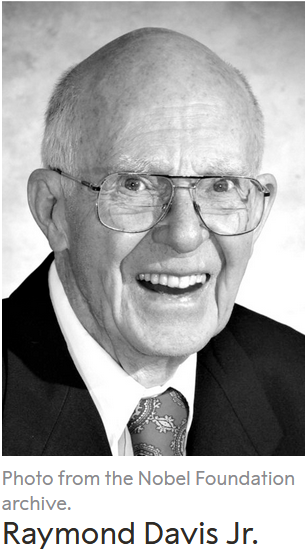 Photo from the Nobel Foundation
archive.
Raymond Davis Jr.